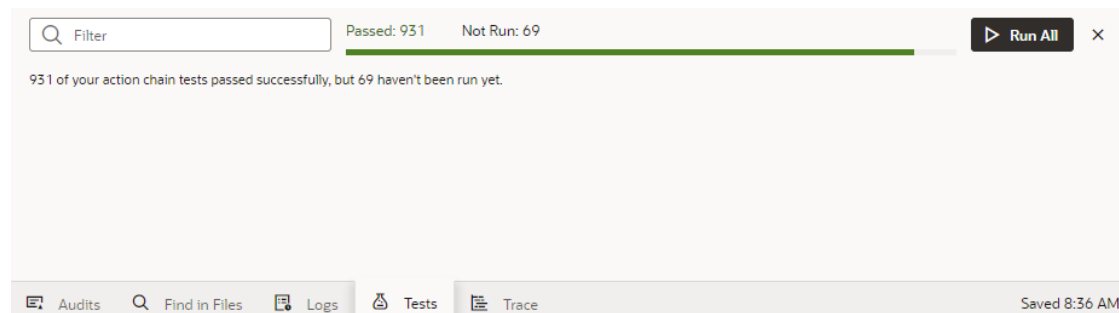 Filter
Passed: 931 Not Run: 69
Run All
931 of your action chain tests passed successfully, but 69 haven't been run yet.
Audits Find in Files Logs Tests Trace Saved 8:36 AM